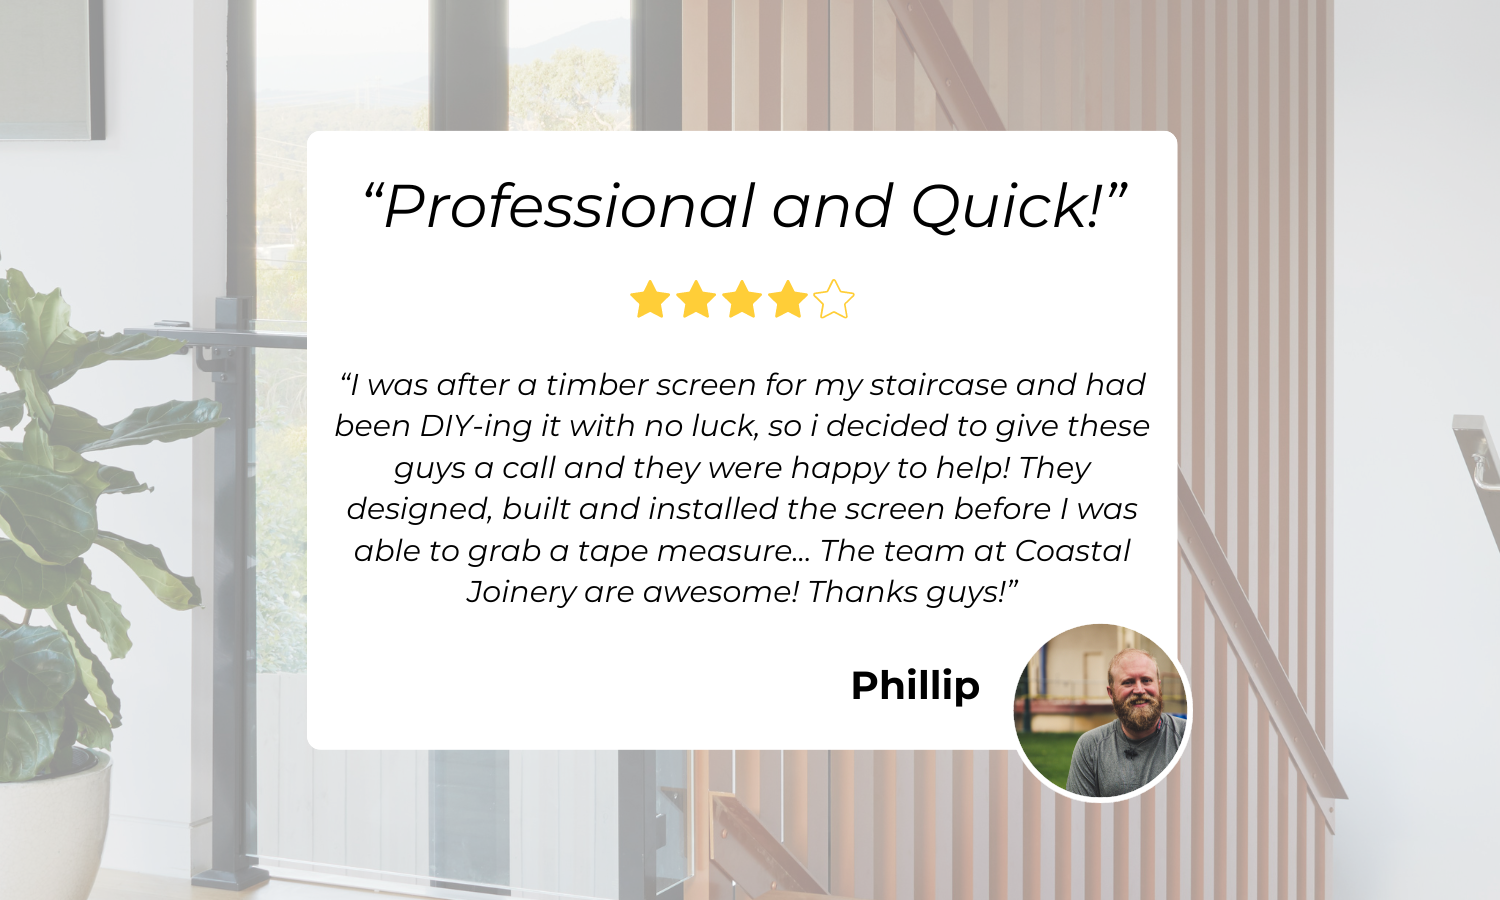 “Professional and Quick!”
“I was after a timber screen for my staircase and had
been DIY-ing it with no luck, so i decided to give these
guys a call and they were happy to help! They
designed, built and installed the screen before I was
able to grab a tape measure... The team at Coastal
Joinery are awesome! Thanks guys!”
Phillip